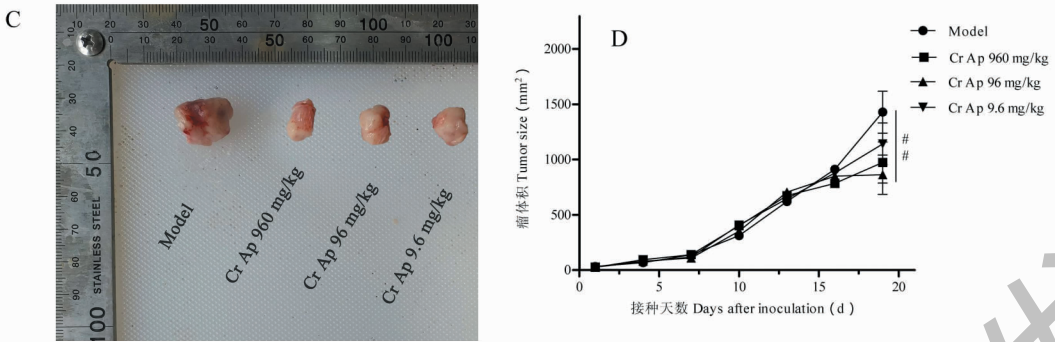 C
10 50 100
0 10 20 30 40 50 60 70 80 90 100
STAINLESS STEEL
10 20 30 40 50 60 70 80 90 100
Model
Cr Ap 960 mg/kg
Cr Ap 96 mg/kg
Cr Ap 9.6 mg/kg
D
Model
Cr Ap 960 mg/kg
Cr Ap 96 mg/kg
Cr Ap 9.6 mg/kg
瘤体积 Tumor size (mm²)
2000
1500
1000
500
0
##
0 5 10 15 20
接种天数 Days after inoculation (d)